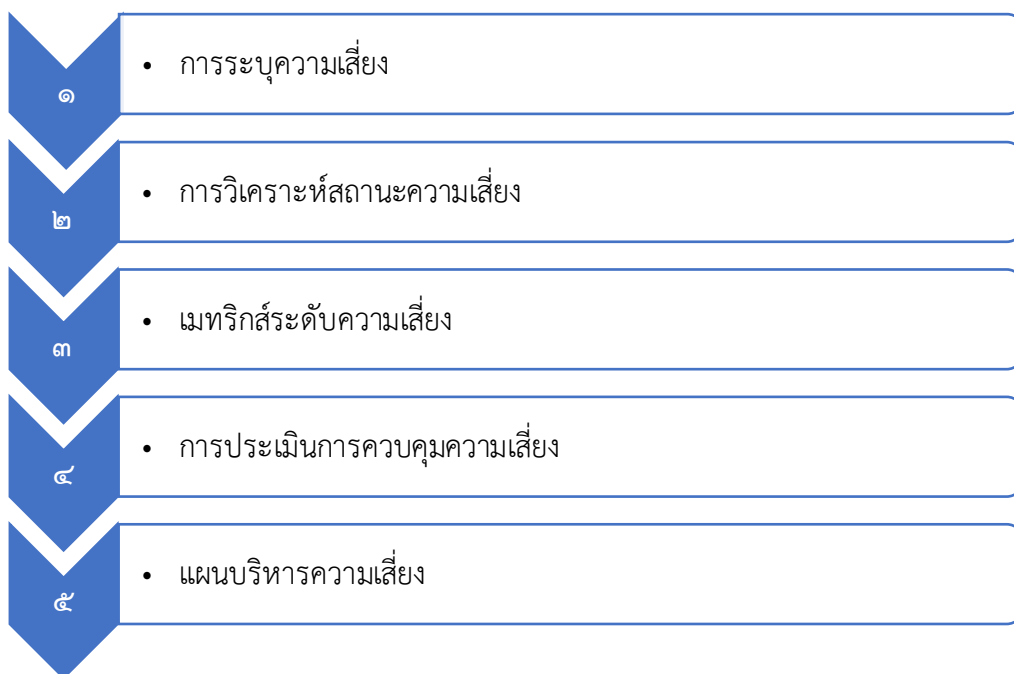 ๑
• การระบุความเสี่ยง
๒
• การวิเคราะห์สถานะความเสี่ยง
๓
• เมทริกส์ระดับความเสี่ยง
๔
• การประเมินการควบคุมความเสี่ยง
๕
• แผนบริหารความเสี่ยง